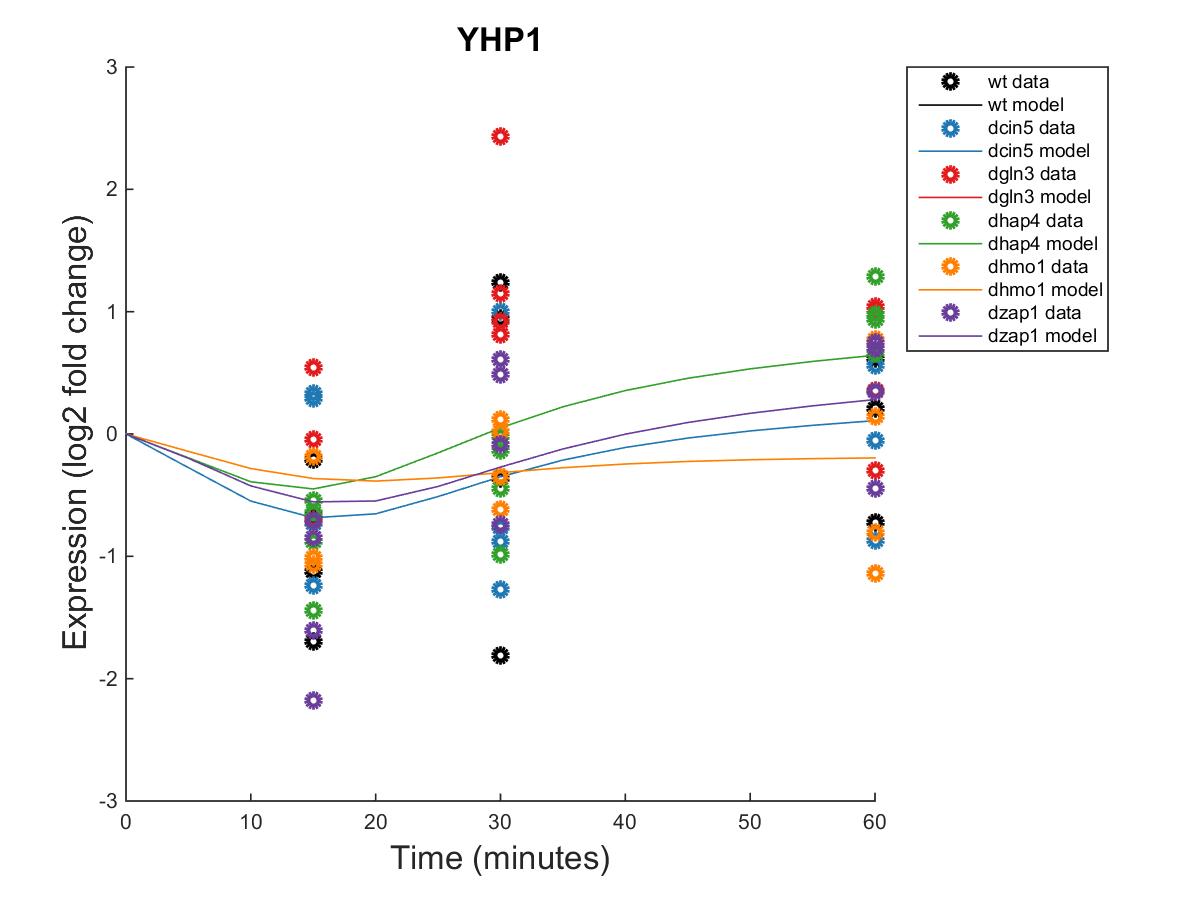 YHP1
3
2
1
0
-1
-2
-3
Expression (log2 fold change)
0 10 20 30 40 50 60
Time (minutes)
wt data
wt model
dcin5 data
dcin5 model
dgln3 data
dgln3 model
dhap4 data
dhap4 model
dhmo1 data
dhmo1 model
dzap1 data
dzap1 model